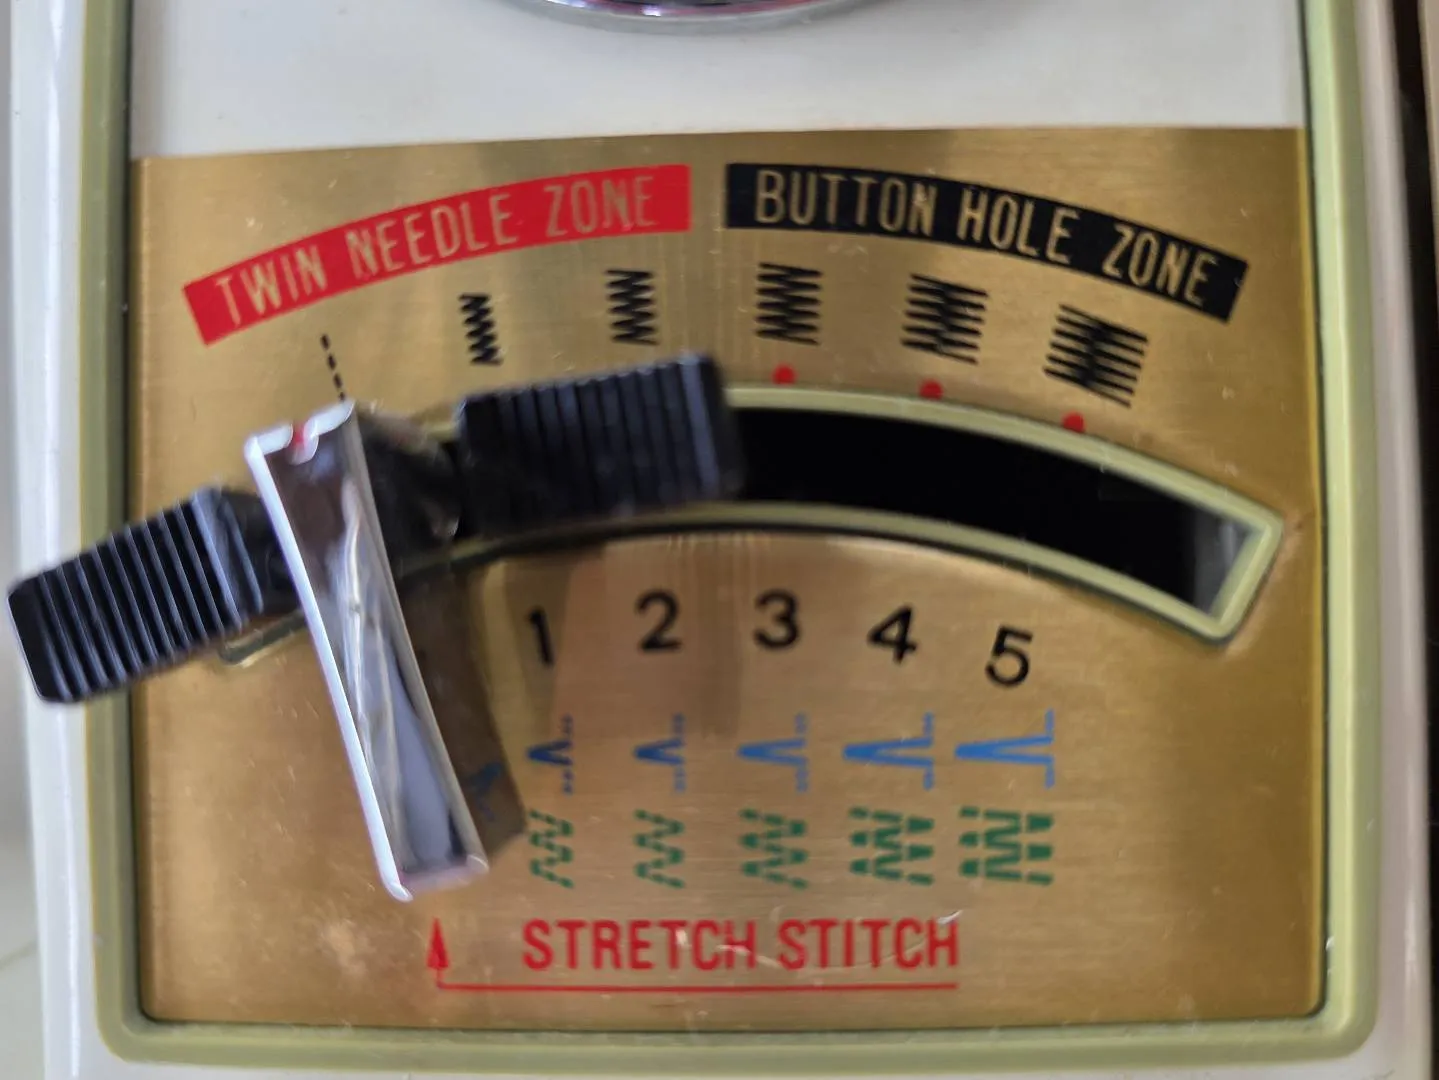 TWIN NEEDLE ZONE
BUTTON HOLE ZONE
1 2 3 4 5
STRETCH STITCH